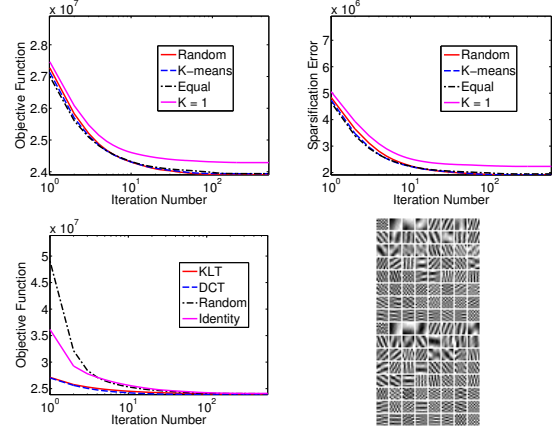 x 10^7
Objective Function
2.8
2.7
2.6
2.5
2.4
Random
K-means
Equal
K = 1
10^0
10^1
10^2
Iteration Number
x 10^6
Sparsification Error
6
5
4
3
2
Random
K-means
Equal
K = 1
10^0
10^1
10^2
Iteration Number
x 10^7
Objective Function
5
4.5
4
3.5
3
2.5
KLT
DCT
Random
Identity
10^0
10^1
10^2
Iteration Number